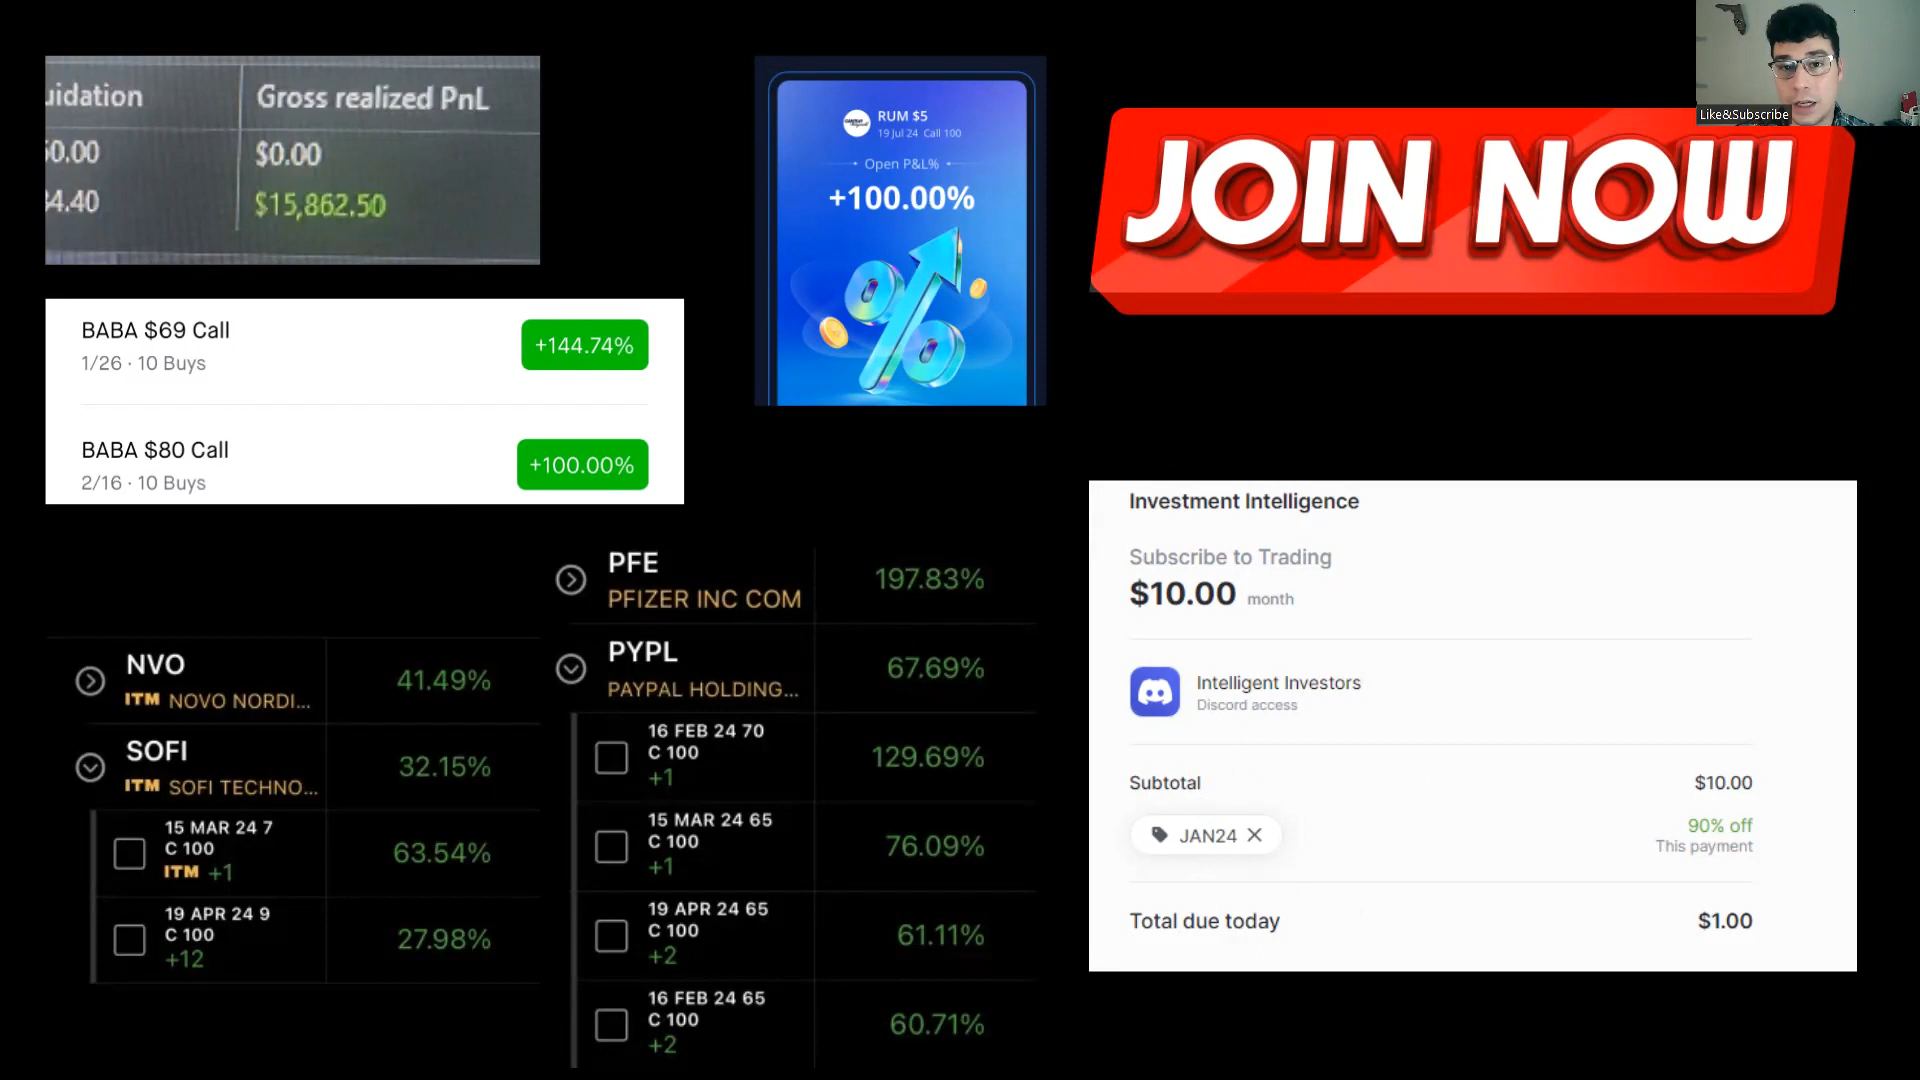 uidation
Gross realized PnL
$0.00
$15,862.50
BABA $69 Call
1/26 · 10 Buys
+144.74%
BABA $80 Call
2/16 · 10 Buys
+100.00%
RUM $5
19 Jul 24 Call 100
Open P&L%
+100.00%
JOIN NOW
Like&Subscribe
NVO
ITM NOVO NORDI...
41.49%
SOFI
ITM SOFI TECHNO...
32.15%
15 MAR 24 7
C 100
ITM +1
63.54%
19 APR 24 9
C 100
+12
27.98%
PFE
PFIZER INC COM
197.83%
PYPL
PAYPAL HOLDING...
67.69%
16 FEB 24 70
C 100
+1
129.69%
15 MAR 24 65
C 100
+1
76.09%
19 APR 24 65
C 100
+2
61.11%
16 FEB 24 65
C 100
+2
60.71%
Investment Intelligence
Subscribe to Trading
$10.00 month
Intelligent Investors
Discord access
Subtotal
$10.00
JAN24
90% off
This payment
Total due today
$1.00